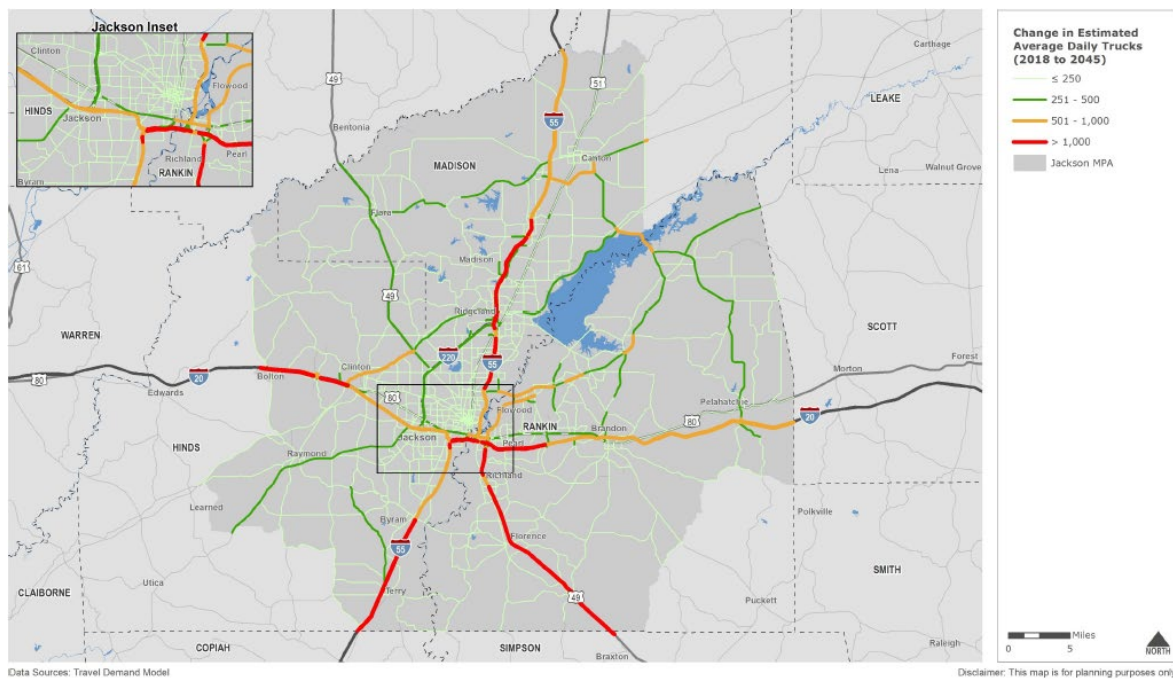 Jackson Inset
Clinton
Flowood
HINDS
Jackson
Richland
Pearl
RANKIN
Byram
49
51
Carthage
LEAKE
Bentonia
55
MADISON
Canton
Lena
Walnut Grove
Flora
61
Madison
49
Ridgeland
WARREN
SCOTT
220
55
Clinton
Forest
80
20
Bolton
Morton
Edwards
80
Flowood
Pelahatchie
80
20
Jackson
RANKIN
Brandon
HINDS
Pearl
Raymond
Richland
Learned
Polkville
Byram
55
Florence
SMITH
Utica
CLAIBORNE
Terry
49
Puckett
COPIAH
SIMPSON
Braxton
Raleigh
Change in Estimated
Average Daily Trucks
(2018 to 2045)
≤ 250
251 - 500
501 - 1,000
> 1,000
Jackson MPA
Miles
0 5
NORTH
Data Sources: Travel Demand Model
Disclaimer: This map is for planning purposes only